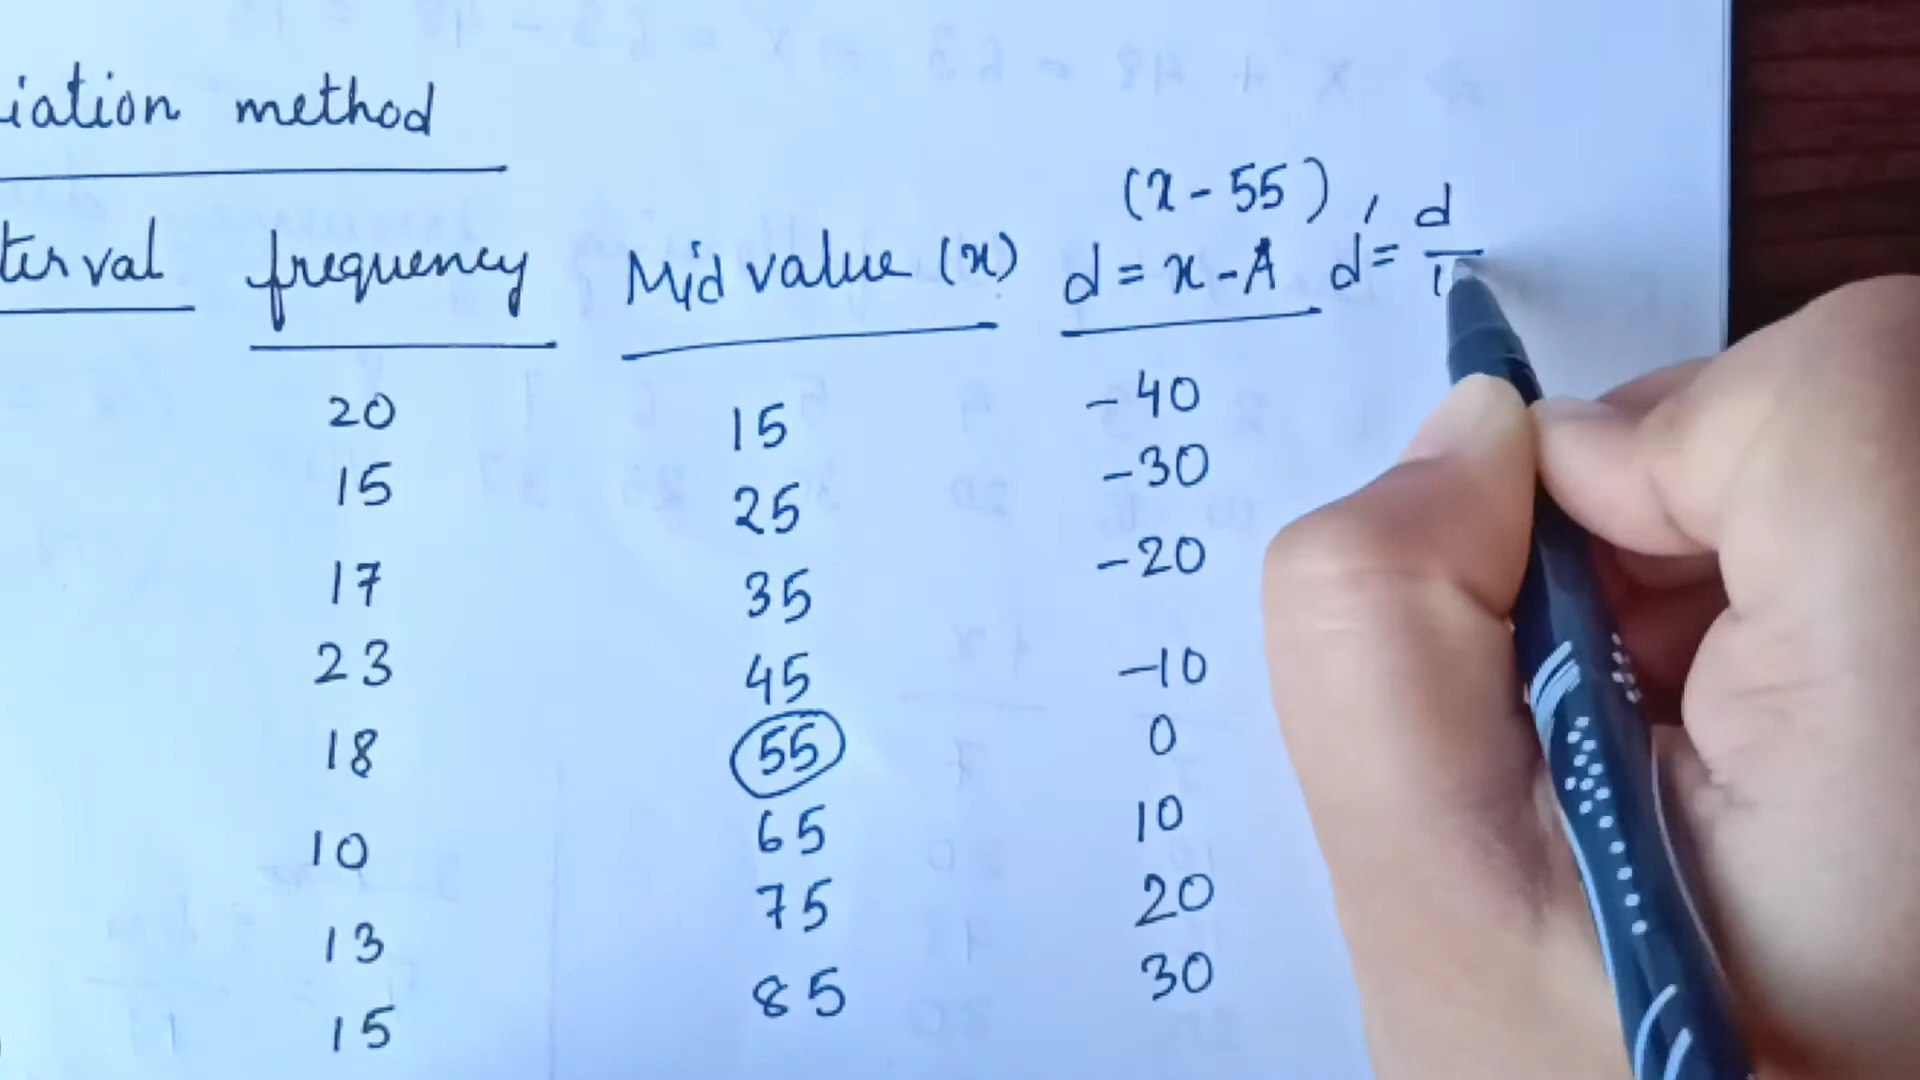 iation method
(x - 55)
terval frequency Mid value (x) d = x - A d' = d/1
20 15 -40
15 25 -30
17 35 -20
23 45 -10
18 55 0
10 65 10
13 75 20
15 85 30